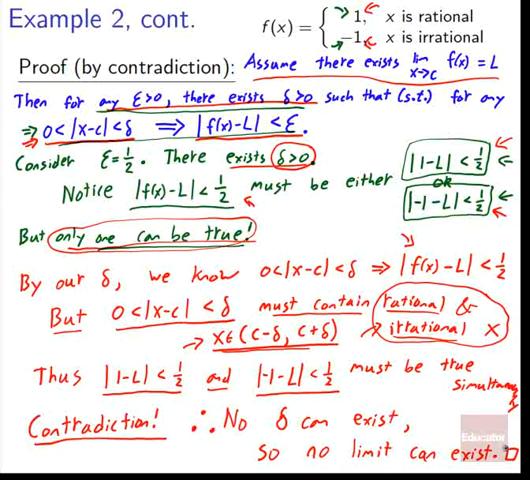 Example 2, cont.
f(x) = { 1, x is rational
−1, x is irrational
Proof (by contradiction): Assume there exists lim x→c f(x) = L
Then for any ε>0, there exists δ>0 such that (s.t.) for any
⇒ 0<|x-c|<δ ⇒ |f(x)-L|<ε.
Consider ε=1/2. There exists δ>0. |1-L|<1/2
OR
Notice |f(x)-L|<1/2 must be either |-1-L|<1/2
But only one can be true!
By our δ, we know 0<|x-c|<δ ⇒ |f(x)-L|<1/2
But 0<|x-c|<δ must contain rational &
→ x∈(c-δ, c+δ) → irrational x
Thus |1-L|<1/2 and |-1-L|<1/2 must be true
simultaneously
Contradiction! ∴ No δ can exist,
so no limit can exist. □
Educator